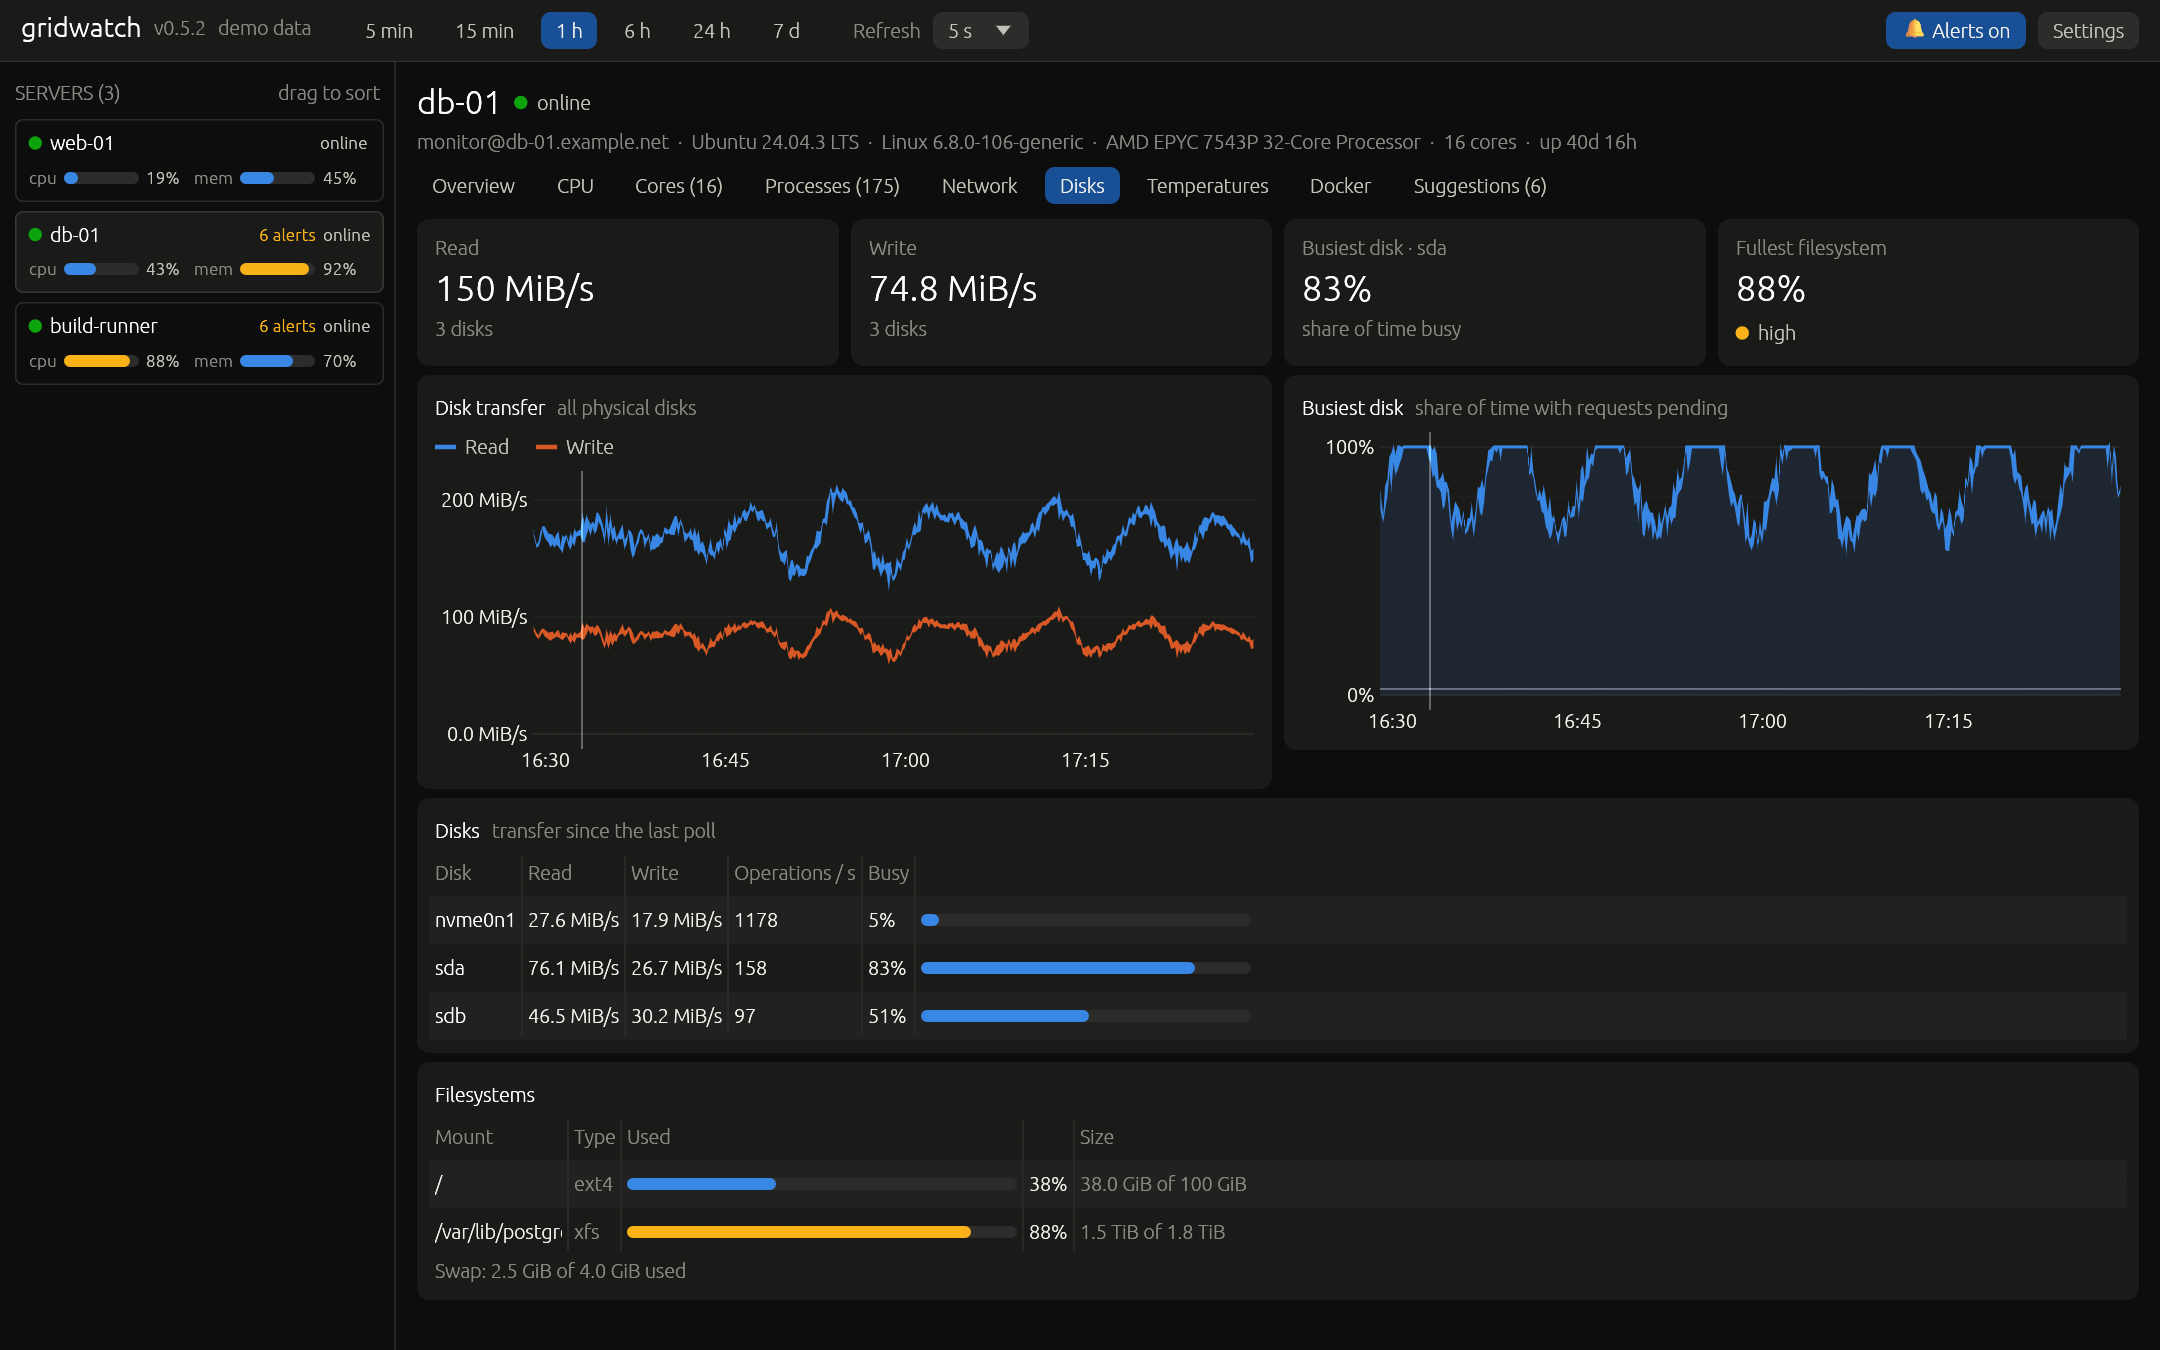 gridwatch v0.5.2 demo data 5 min 15 min 1 h 6 h 24 h 7 d Refresh 5 s Alerts on Settings
SERVERS (3) drag to sort
web-01 online
cpu 19% mem 45%
db-01 6 alerts online
cpu 43% mem 92%
build-runner 6 alerts online
cpu 88% mem 70%
db-01 online
monitor@db-01.example.net · Ubuntu 24.04.3 LTS · Linux 6.8.0-106-generic · AMD EPYC 7543P 32-Core Processor · 16 cores · up 40d 16h
Overview CPU Cores (16) Processes (175) Network Disks Temperatures Docker Suggestions (6)
Read
150 MiB/s
3 disks
Write
74.8 MiB/s
3 disks
Busiest disk · sda
83%
share of time busy
Fullest filesystem
88%
high
Disk transfer all physical disks
Read Write
200 MiB/s
100 MiB/s
0.0 MiB/s
16:30 16:45 17:00 17:15
Busiest disk share of time with requests pending
100%
0%
16:30 16:45 17:00 17:15
Disks transfer since the last poll
Disk Read Write Operations / s Busy
nvme0n1 27.6 MiB/s 17.9 MiB/s 1178 5%
sda 76.1 MiB/s 26.7 MiB/s 158 83%
sdb 46.5 MiB/s 30.2 MiB/s 97 51%
Filesystems
Mount Type Used Size
/ ext4 38% 38.0 GiB of 100 GiB
/var/lib/postgr xfs 88% 1.5 TiB of 1.8 TiB
Swap: 2.5 GiB of 4.0 GiB used